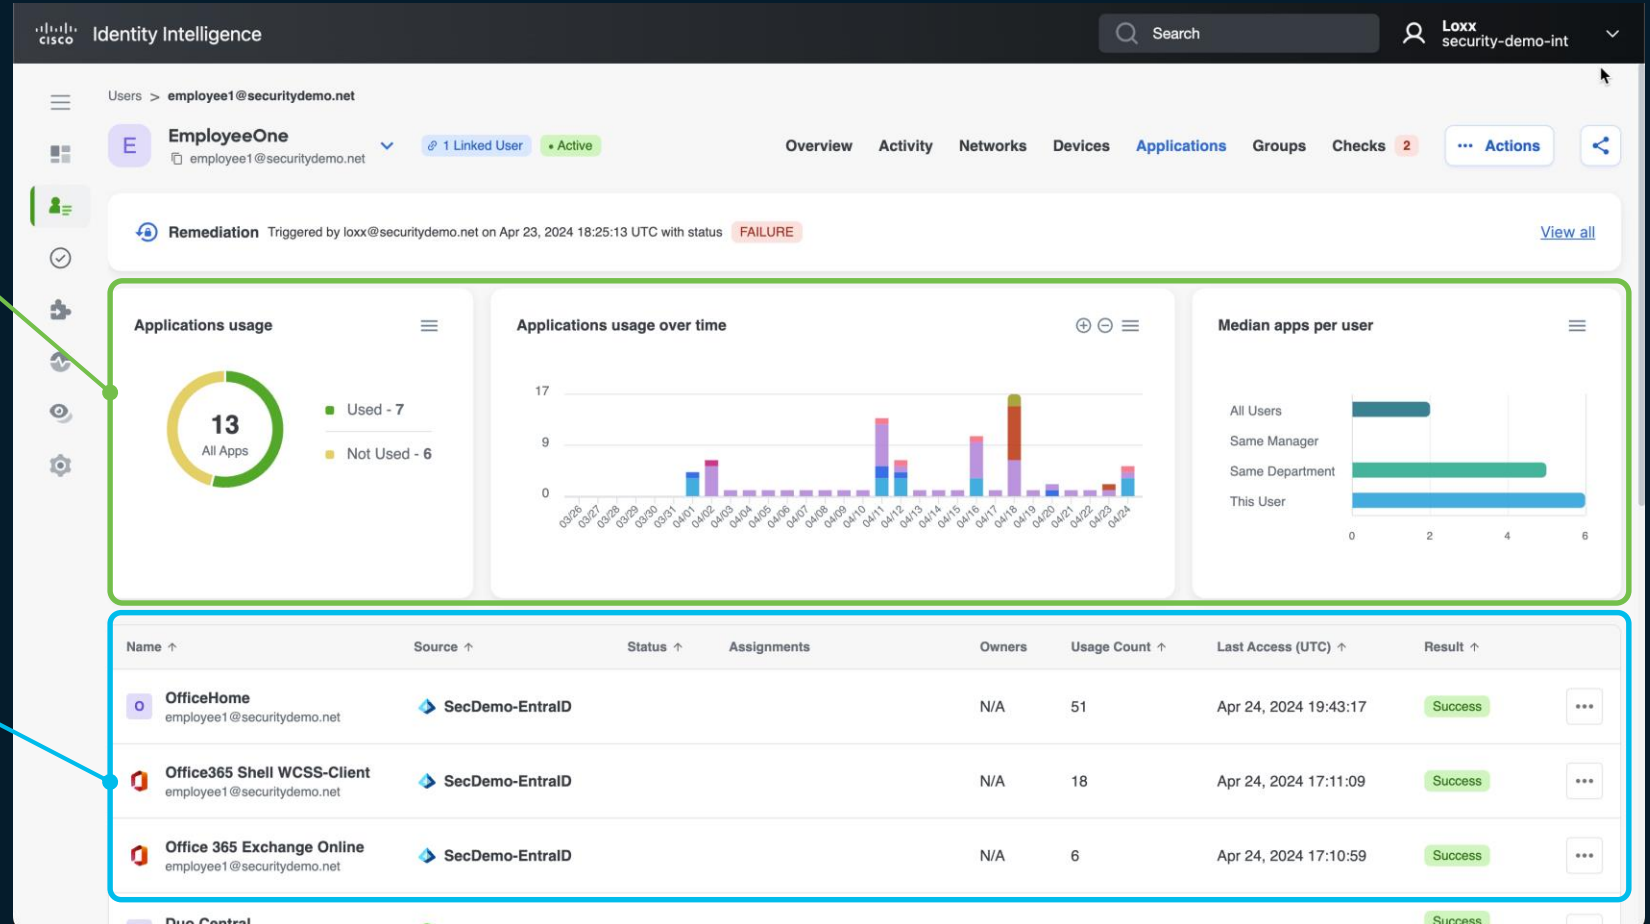 cisco Identity Intelligence
Search
Loxx
security-demo-int
Users > employee1@securitydemo.net
E
EmployeeOne
employee1@securitydemo.net
1 Linked User
• Active
Overview Activity Networks Devices Applications Groups Checks 2
••• Actions
Remediation Triggered by loxx@securitydemo.net on Apr 23, 2024 18:25:13 UTC with status FAILURE
View all
Applications usage
13
All Apps
Used - 7
Not Used - 6
Applications usage over time
17
9
0
03/26 03/27 03/28 03/29 03/30 03/31 04/01 04/02 04/03 04/04 04/05 04/06 04/07 04/08 04/09 04/10 04/11 04/12 04/13 04/14 04/15 04/16 04/17 04/18 04/19 04/20 04/21 04/22 04/23 04/24
Median apps per user
All Users
Same Manager
Same Department
This User
0 2 4 6
Name ↑ Source ↑ Status ↑ Assignments Owners Usage Count ↑ Last Access (UTC) ↑ Result ↑
O
OfficeHome
employee1@securitydemo.net
SecDemo-EntraID N/A 51 Apr 24, 2024 19:43:17 Success •••
Office365 Shell WCSS-Client
employee1@securitydemo.net
SecDemo-EntraID N/A 18 Apr 24, 2024 17:11:09 Success •••
Office 365 Exchange Online
employee1@securitydemo.net
SecDemo-EntraID N/A 6 Apr 24, 2024 17:10:59 Success •••
Duo Central
Success